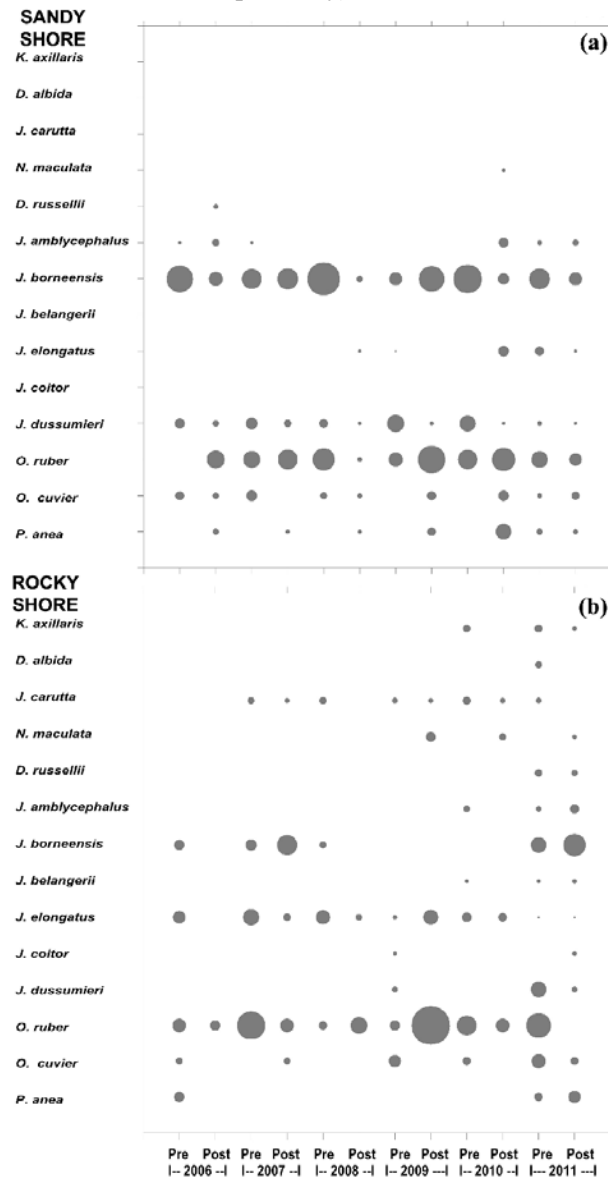 SANDY
SHORE
(a)
K. axillaris
D. albida
J. carutta
N. maculata
D. russellii
J. amblycephalus
J. borneensis
J. belangerii
J. elongatus
J. coitor
J. dussumieri
O. ruber
O. cuvier
P. anea
ROCKY
SHORE
(b)
K. axillaris
D. albida
J. carutta
N. maculata
D. russellii
J. amblycephalus
J. borneensis
J. belangerii
J. elongatus
J. coitor
J. dussumieri
O. ruber
O. cuvier
P. anea
Pre Post Pre Post Pre Post Pre Post Pre Post Pre Post
I-- 2006 --I I-- 2007 --I I-- 2008 --I I-- 2009 ---I I-- 2010 --I I--- 2011 ---I